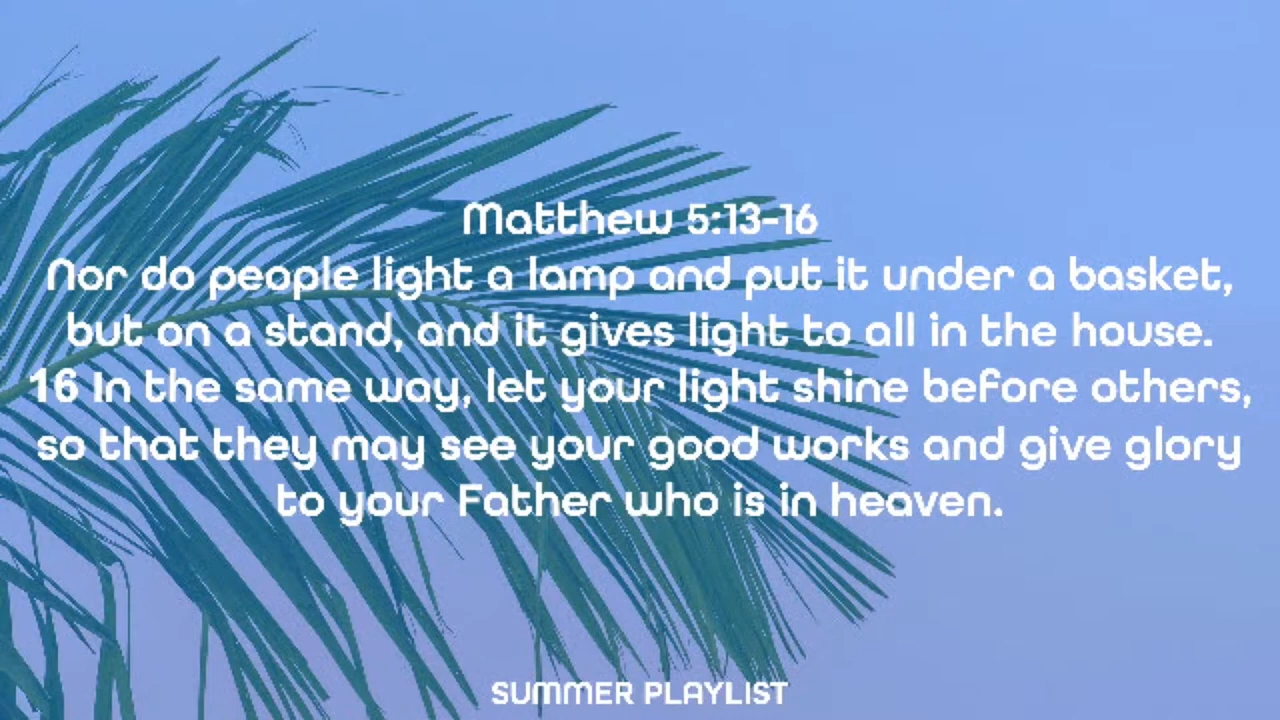 Matthew 5:13-16
Nor do people light a lamp and put it under a basket,
but on a stand, and it gives light to all in the house.
16 In the same way, let your light shine before others,
so that they may see your good works and give glory
to your Father who is in heaven.
SUMMER PLAYLIST